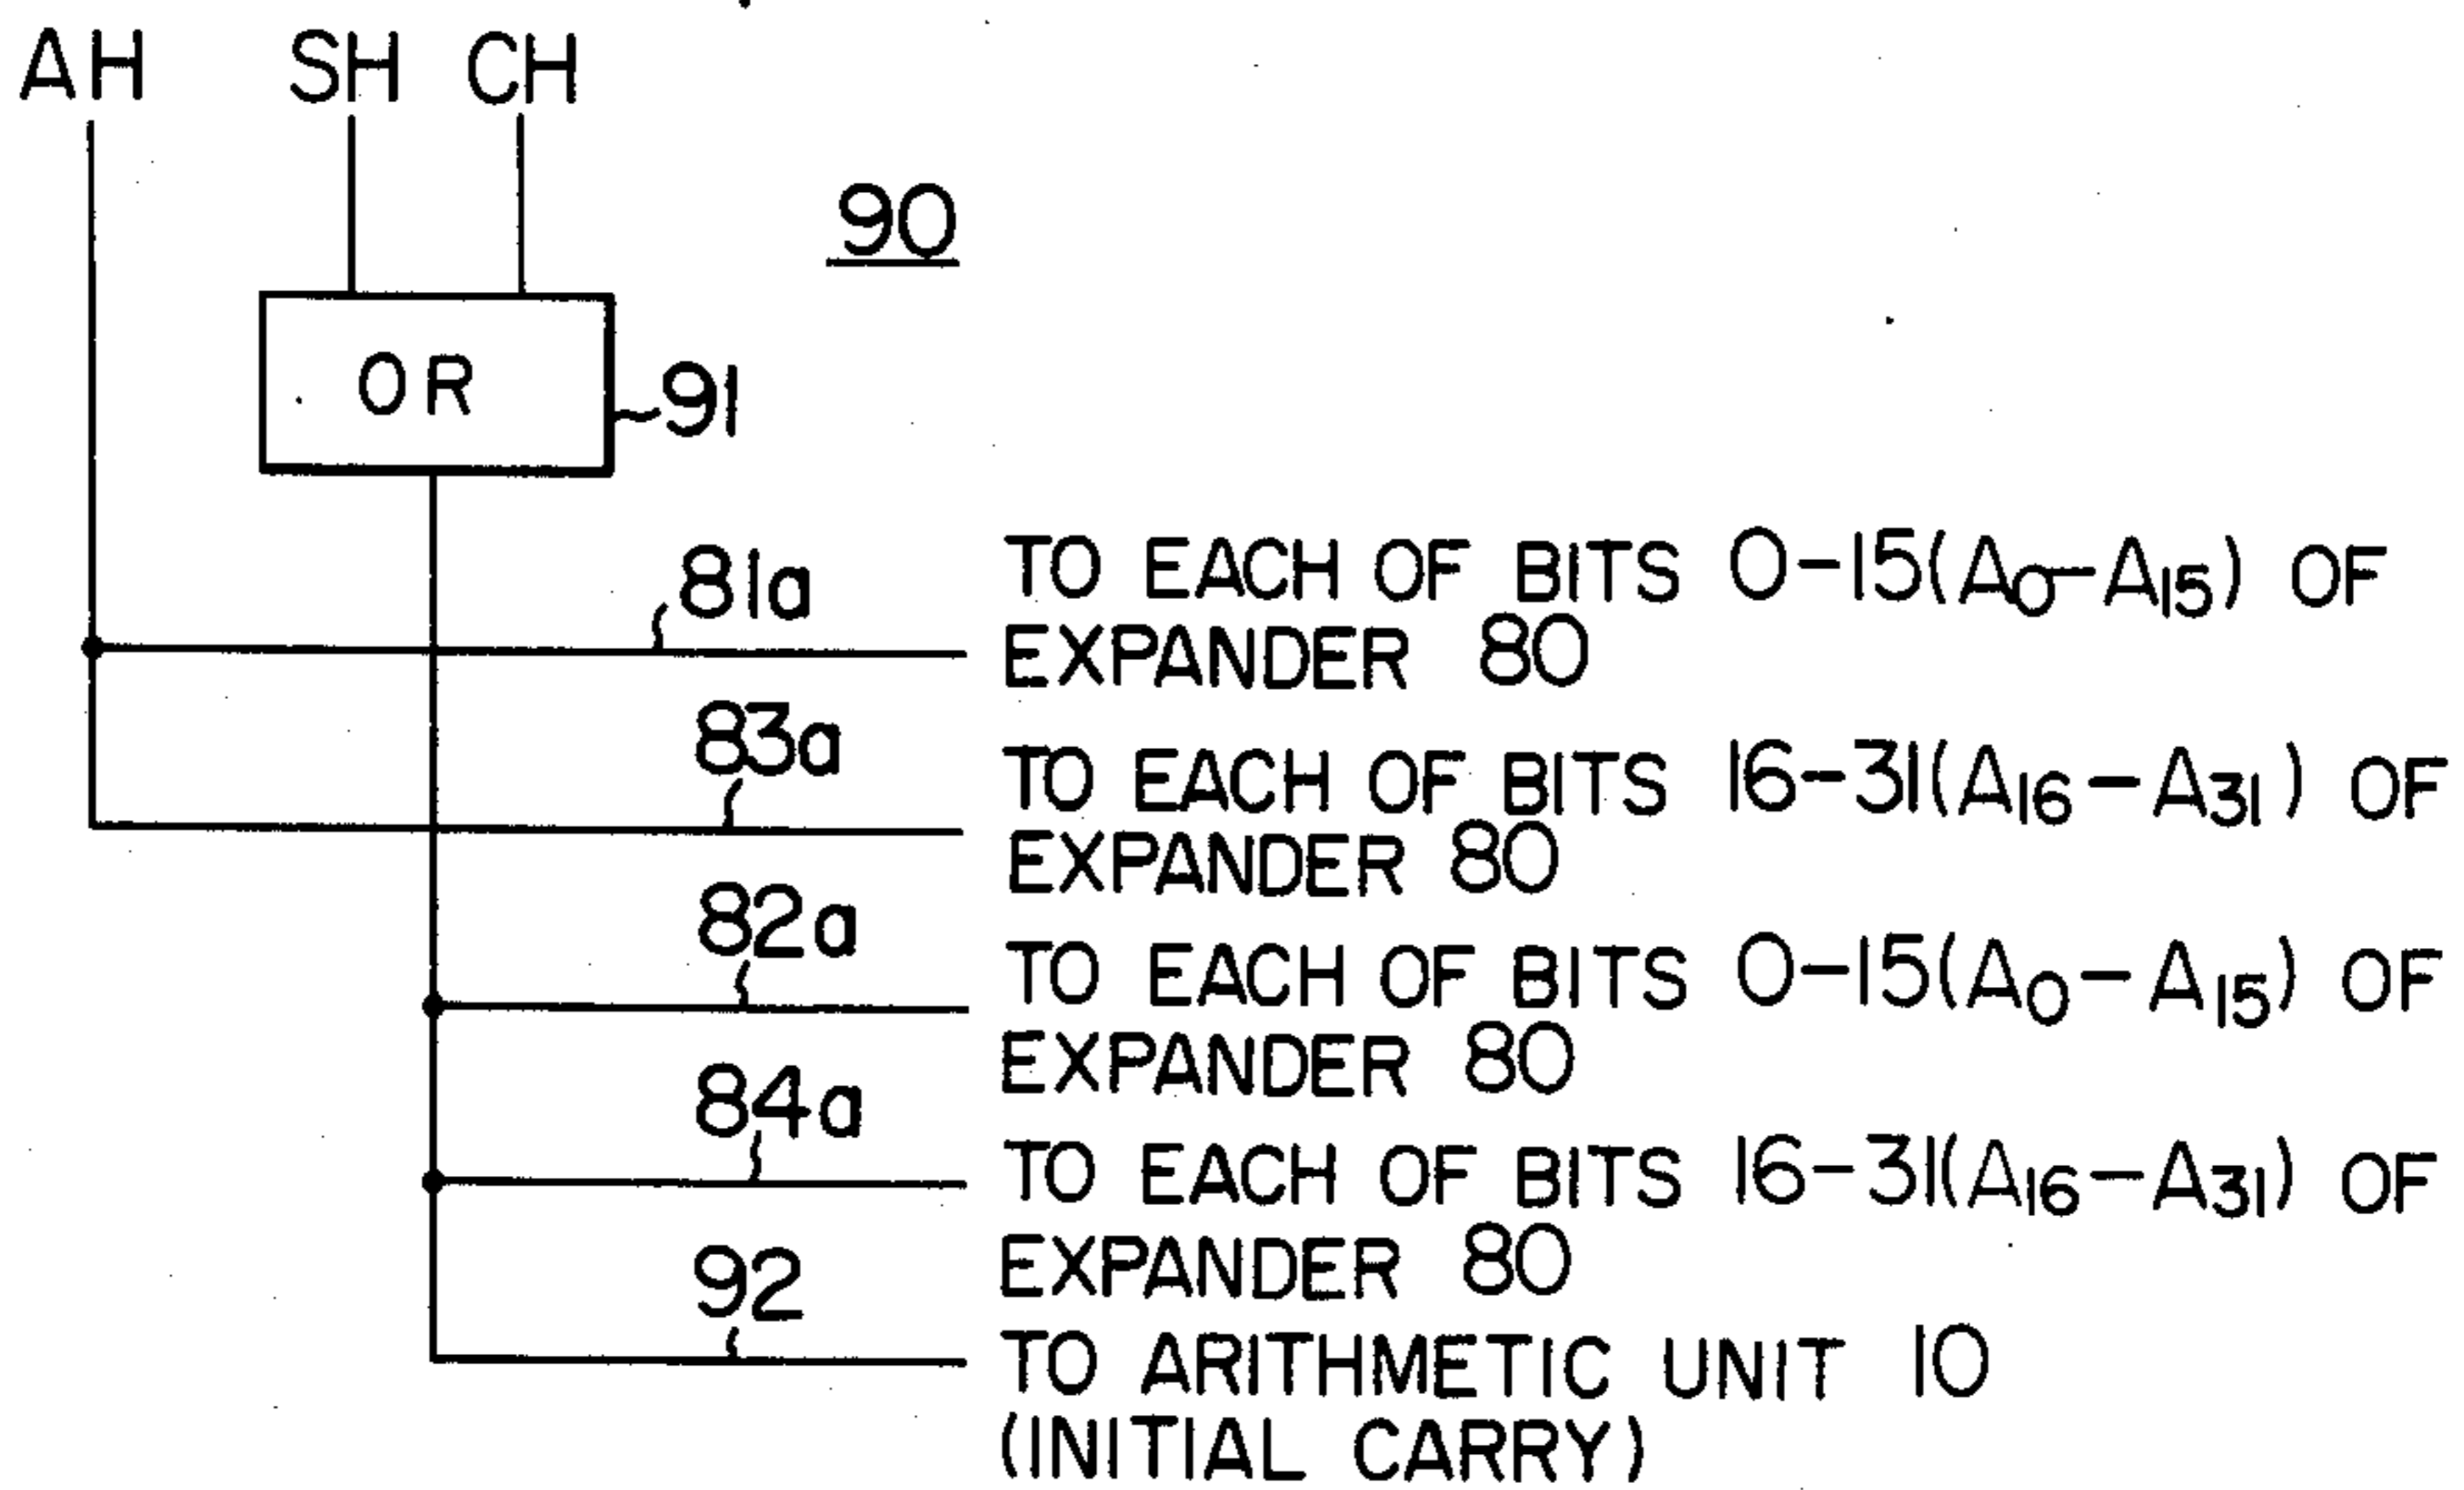 AH SH CH
90
OR
91
81a
TO EACH OF BITS 0-15(A0-A15) OF
EXPANDER 80
83a
TO EACH OF BITS 16-31(A16-A31) OF
EXPANDER 80
82a
TO EACH OF BITS 0-15(A0-A15) OF
EXPANDER 80
84a
TO EACH OF BITS 16-31(A16-A31) OF
EXPANDER 80
92
TO ARITHMETIC UNIT 10
(INITIAL CARRY)